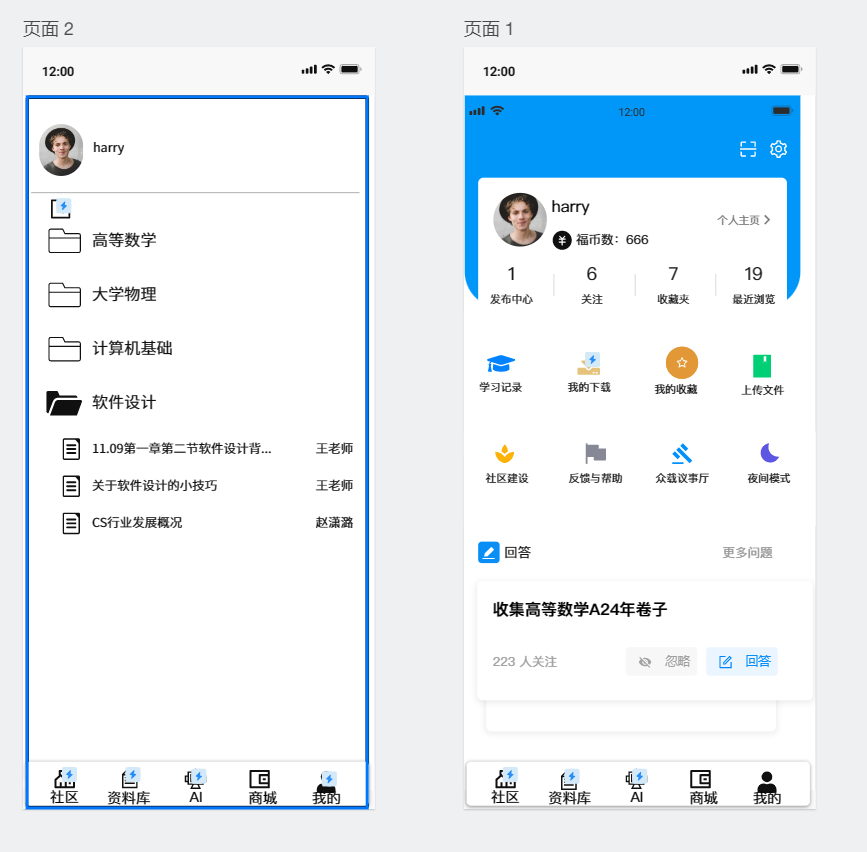 页面 2
12:00
harry
高等数学
大学物理
计算机基础
软件设计
11.09第一章第二节软件设计背... 王老师
关于软件设计的小技巧 王老师
CS行业发展概况 赵潇潞
社区 资料库 AI 商城 我的
页面 1
12:00
12:00
harry
个人主页
¥ 福币数：666
1 6 7 19
发布中心 关注 收藏夹 最近浏览
学习记录 我的下载 我的收藏 上传文件
社区建设 反馈与帮助 众载议事厅 夜间模式
回答 更多问题
收集高等数学A24年卷子
223 人关注 忽略 回答
社区 资料库 AI 商城 我的